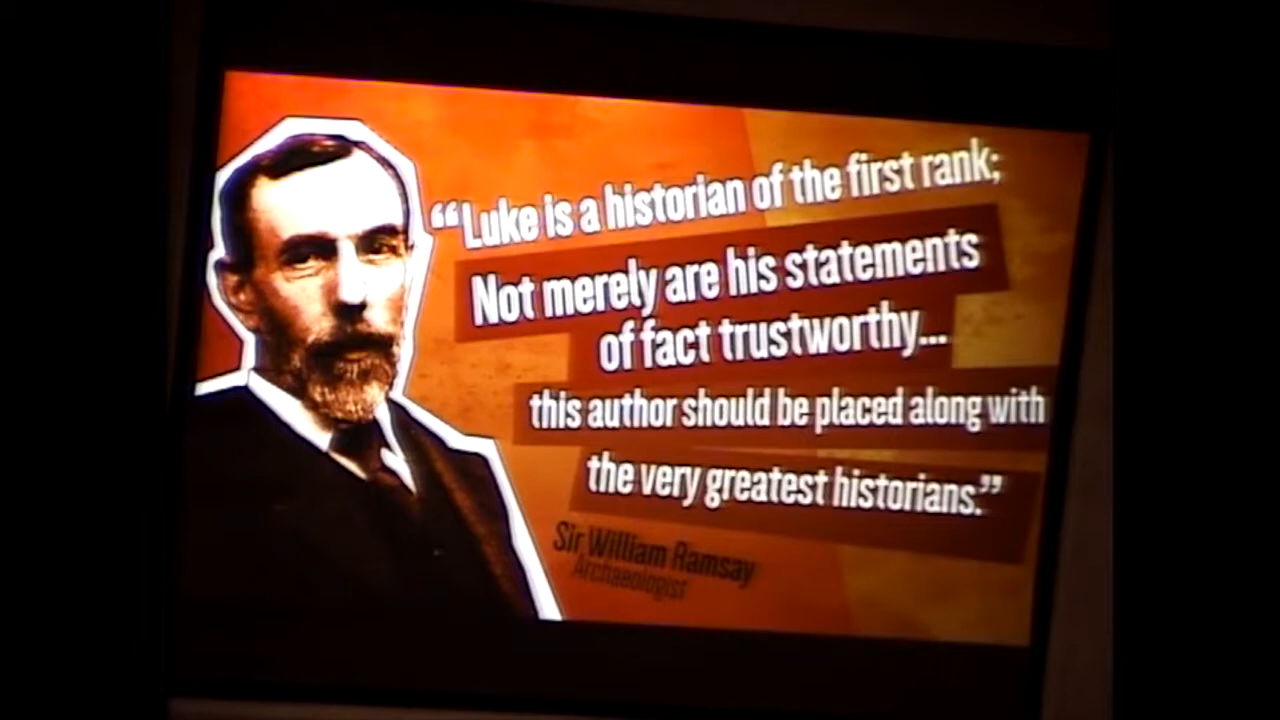 “Luke is a historian of the first rank;
Not merely are his statements
of fact trustworthy...
this author should be placed along with
the very greatest historians.”
Sir William Ramsay
Archaeologist